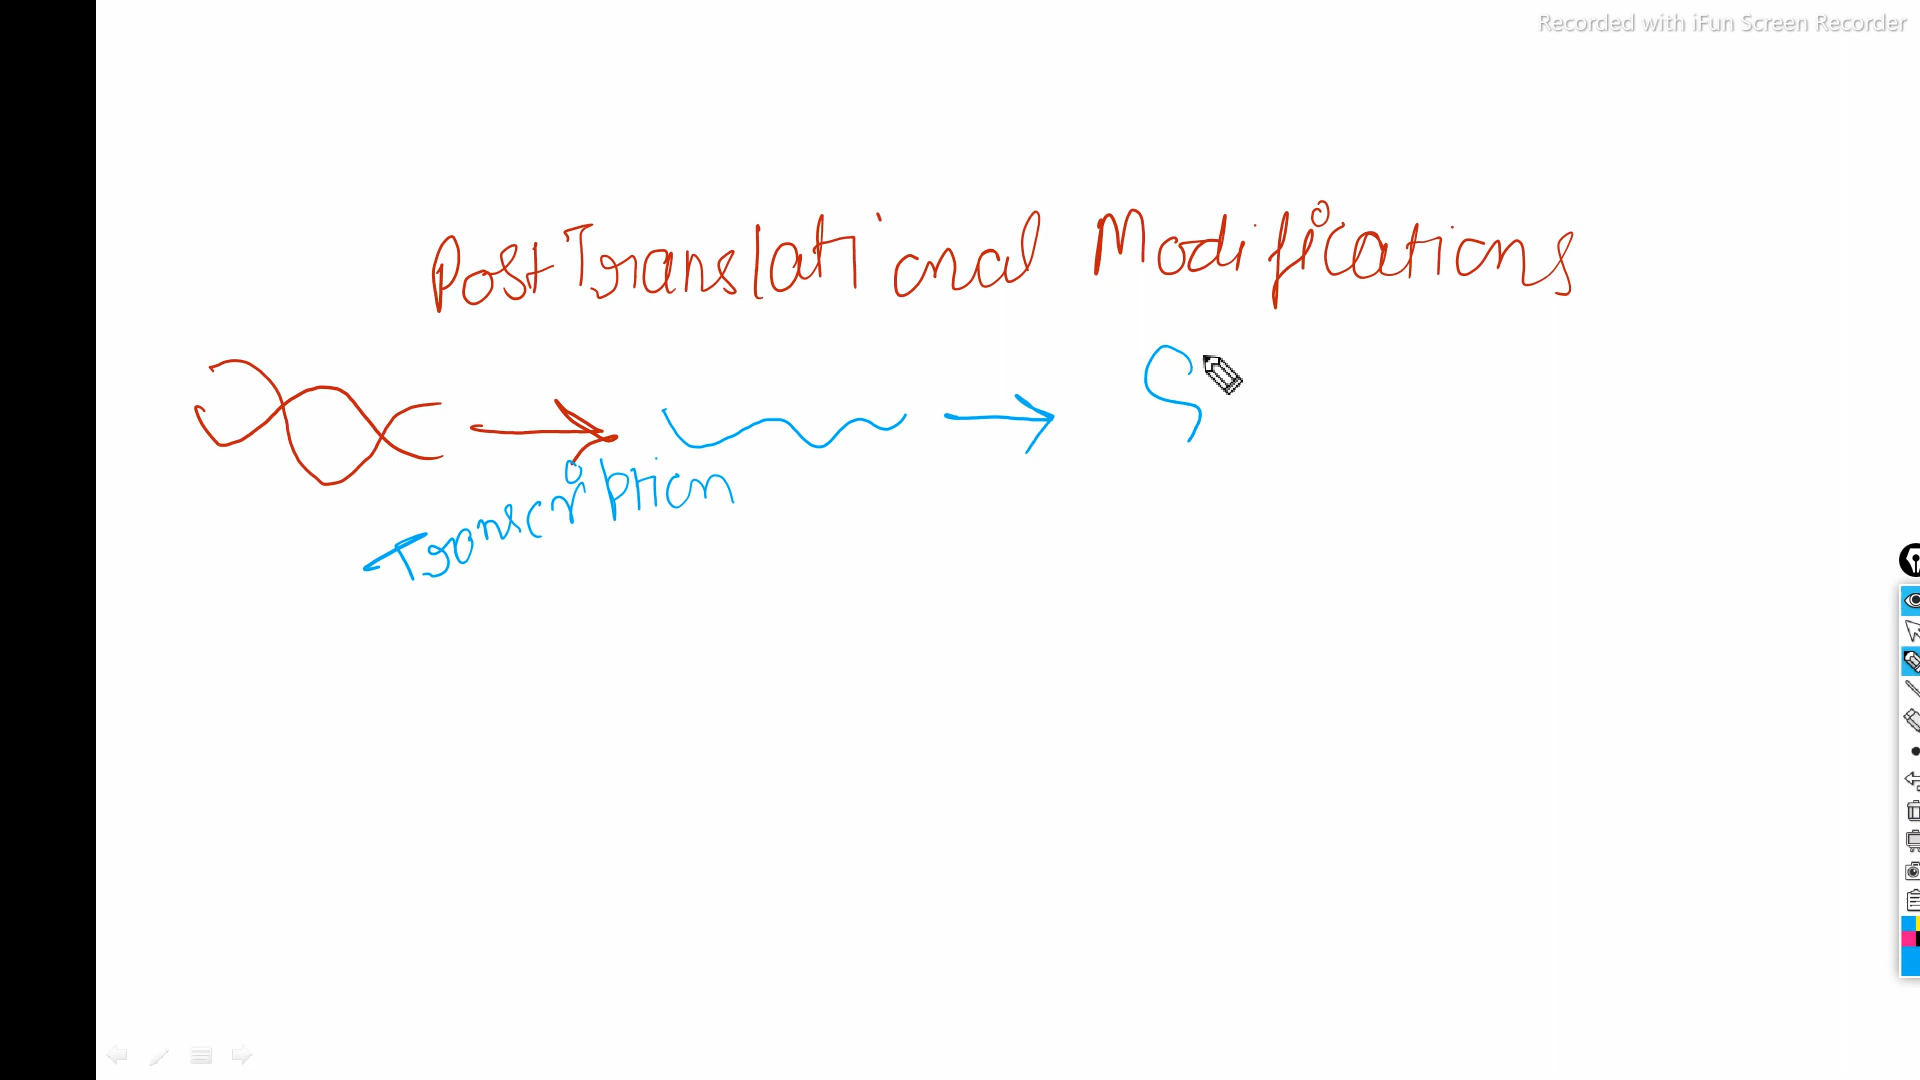 Recorded with iFun Screen Recorder
Post Translational Modifications
Transcription